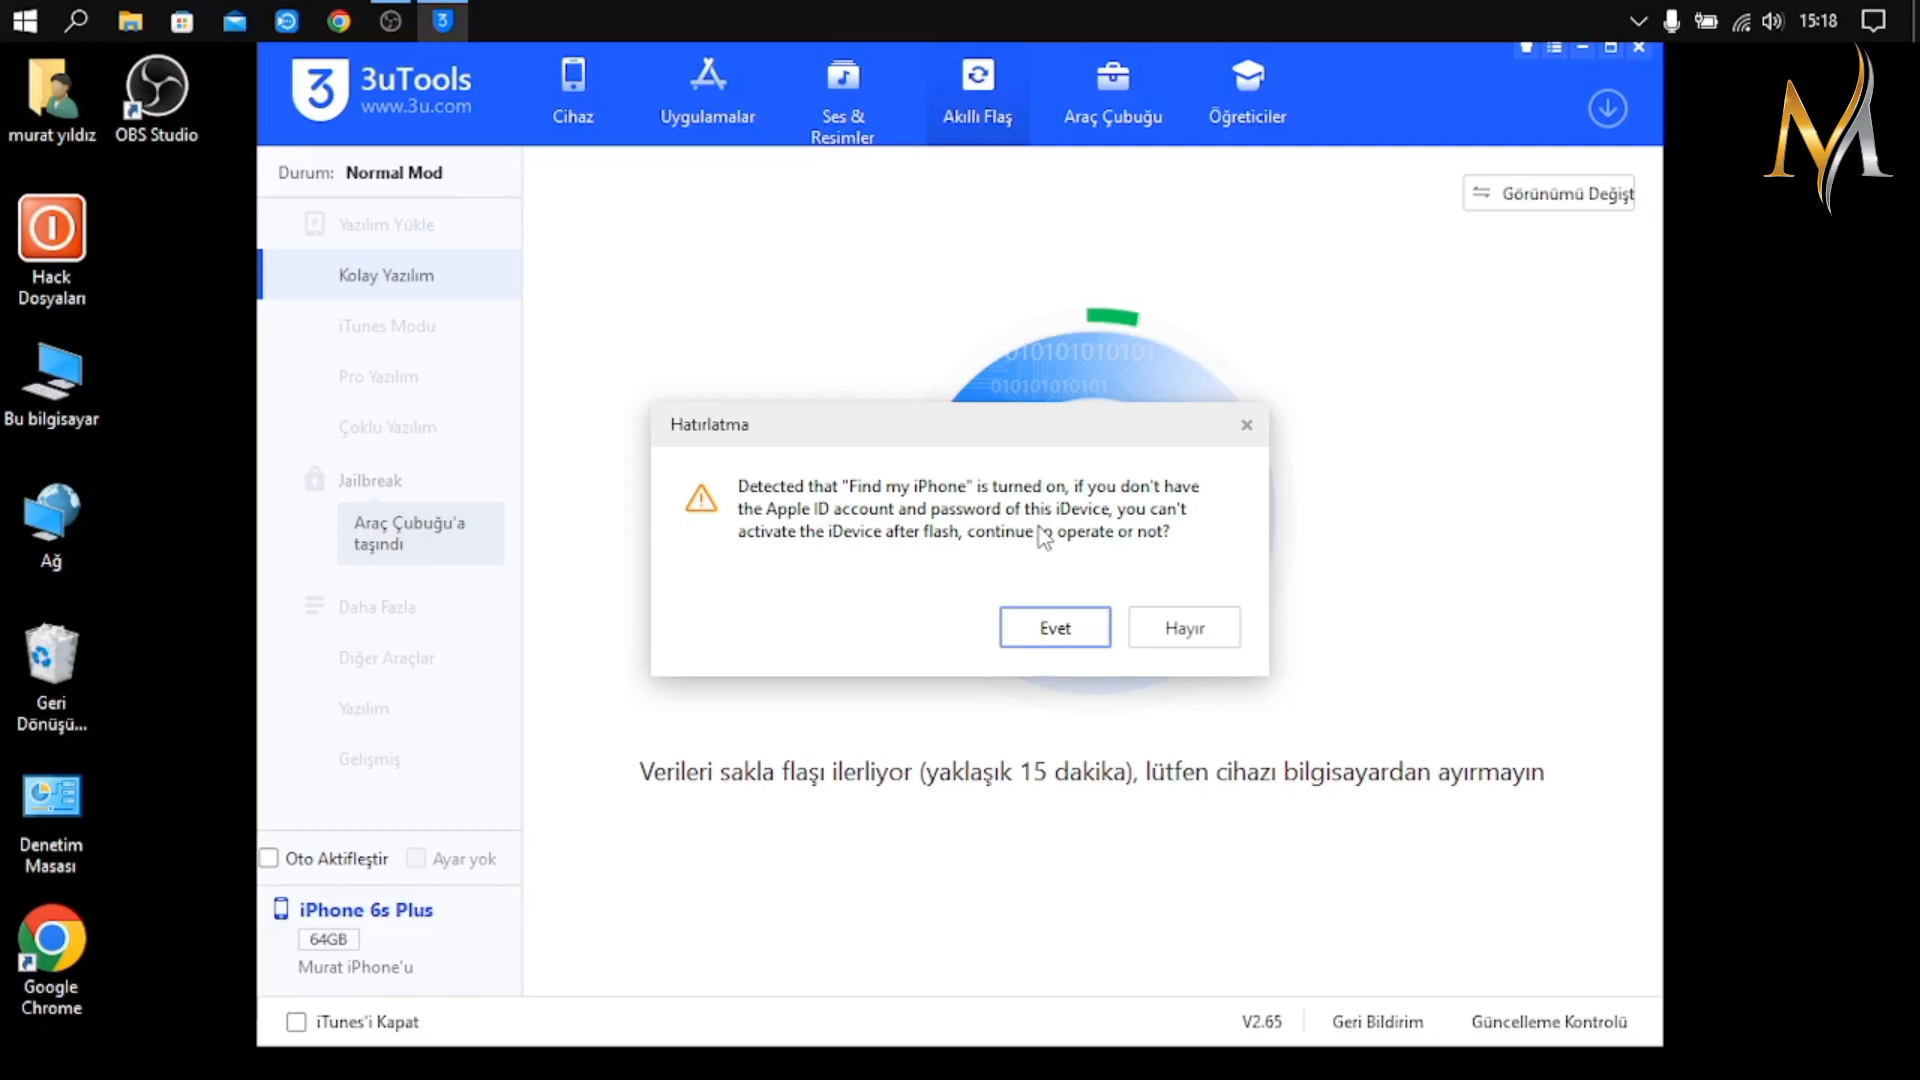 15:18
murat yıldız
OBS Studio
Hack
Dosyaları
Bu bilgisayar
Ağ
Geri
Dönüşü...
Denetim
Masası
Google
Chrome
3
3uTools
www.3u.com
Cihaz
Uygulamalar
Ses &
Resimler
Akıllı Flaş
Araç Çubuğu
Öğreticiler
Durum: Normal Mod
Yazılım Yükle
Kolay Yazılım
iTunes Modu
Pro Yazılım
Çoklu Yazılım
Jailbreak
Araç Çubuğu'a
taşındı
Daha Fazla
Diğer Araçlar
Yazılım
Gelişmiş
Oto Aktifleştir
Ayar yok
iPhone 6s Plus
64GB
Murat iPhone'u
Görünümü Değişt
01010101010101
010101010101
Hatırlatma
Detected that "Find my iPhone" is turned on, if you don't have
the Apple ID account and password of this iDevice, you can't
activate the iDevice after flash, continue operate or not?
Evet
Hayır
Verileri sakla flaşı ilerliyor (yaklaşık 15 dakika), lütfen cihazı bilgisayardan ayırmayın
iTunes'i Kapat
V2.65
Geri Bildirim
Güncelleme Kontrolü